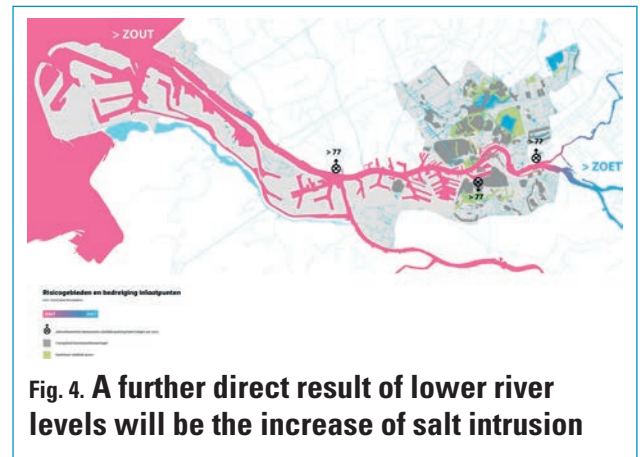 > ZOUT
> 77
> 77
> ZOET
> 77
Risicogebieden en bedreiging inlaatpunten
ZOUT ZOET
Fig. 4. A further direct result of lower river
levels will be the increase of salt intrusion